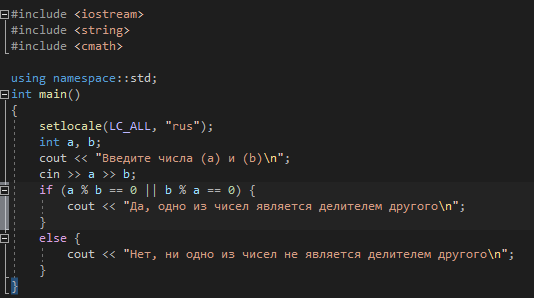 #include <iostream>
#include <string>
#include <cmath>
using namespace::std;
int main()
{
setlocale(LC_ALL, "rus");
int a, b;
cout << "Введите числа (a) и (b)\n";
cin >> a >> b;
if (a % b == 0 || b % a == 0) {
cout << "Да, одно из чисел является делителем другого\n";
}
else {
cout << "Нет, ни одно из чисел не является делителем другого\n";
}
}